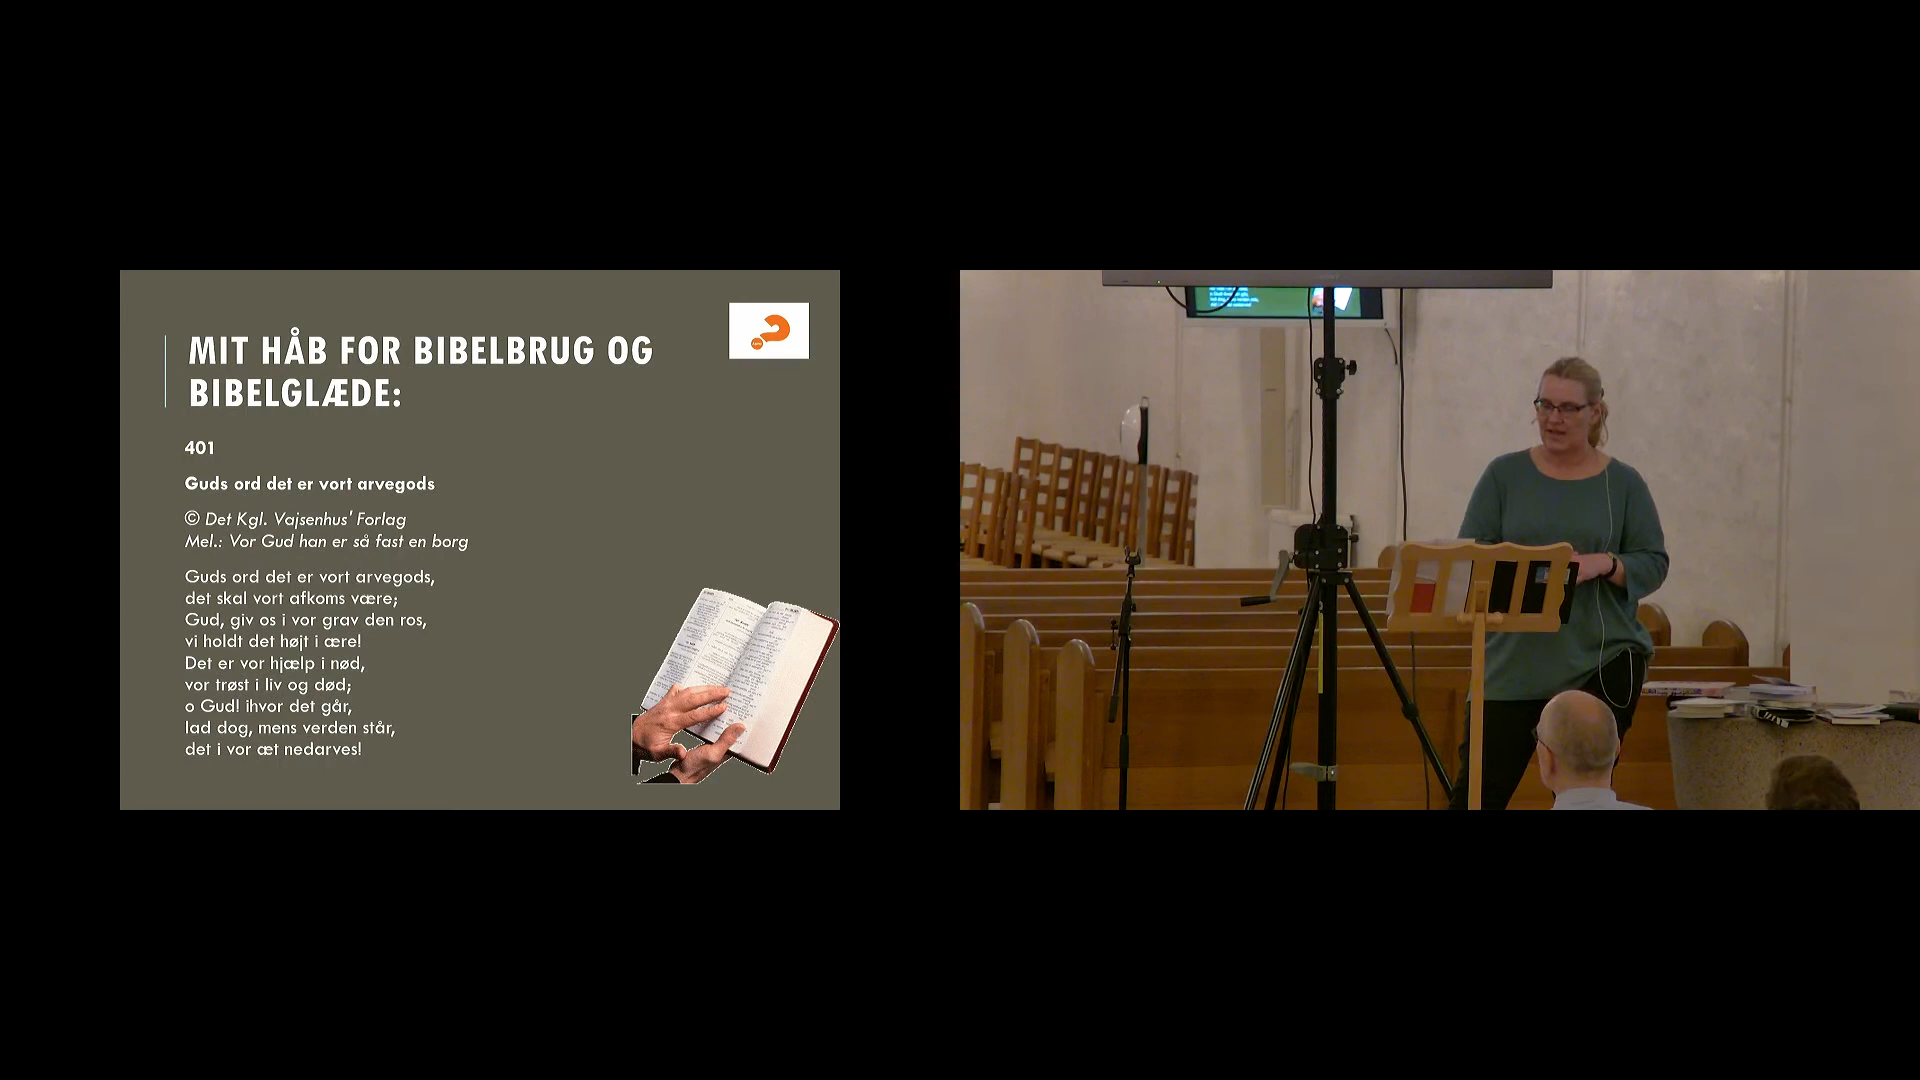 MIT HÅB FOR BIBELBRUG OG
BIBELGLÆDE:
401
Guds ord det er vort arvegods
© Det Kgl. Vajsenhus' Forlag
Mel.: Vor Gud han er så fast en borg
Guds ord det er vort arvegods,
det skal vort afkoms være;
Gud, giv os i vor grav den ros,
vi holdt det højt i ære!
Det er vor hjælp i nød,
vor trøst i liv og død;
o Gud! ihvor det går,
lad dog, mens verden står,
det i vor æt nedarves!